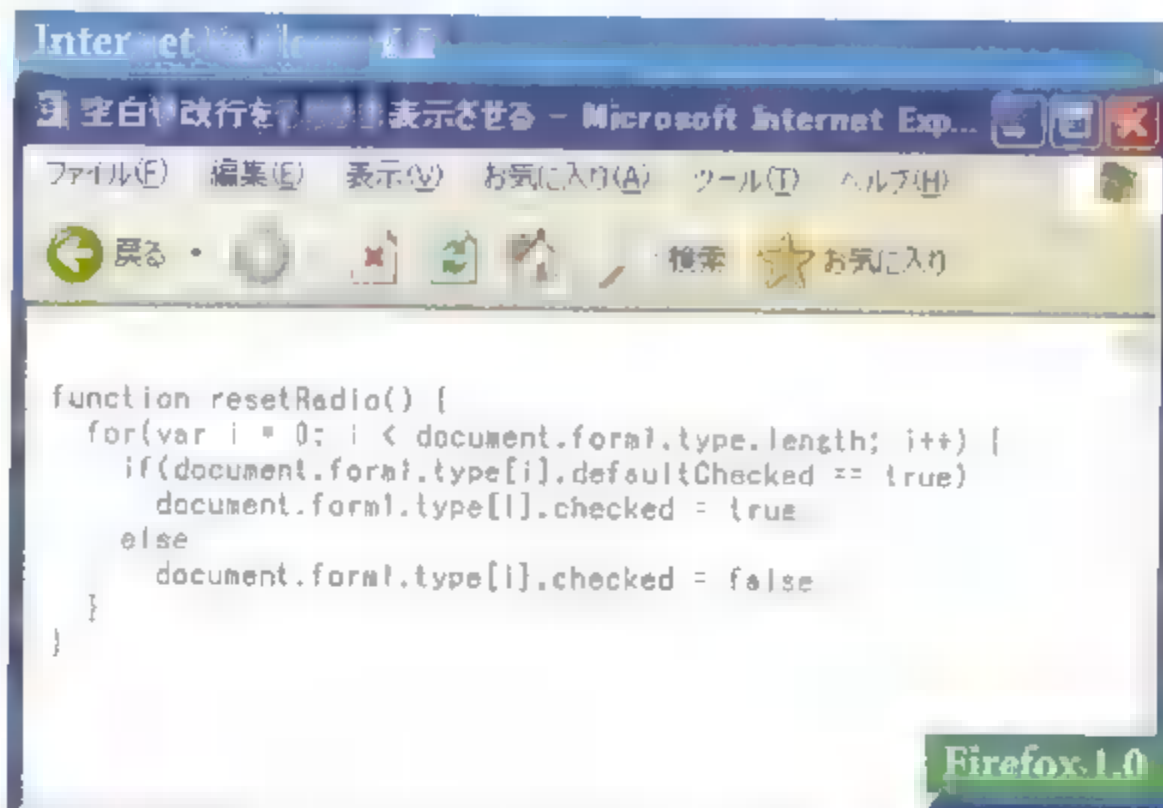 空白や改行を 表示させる - Microsoft Internet Exp...
ファイル(F) 編集(E) 表示(V) お気に入り(A) ツール(T) ヘルプ(H)
戻る 検索 お気に入り
function resetRadio() {
  for(var i = 0; i < document.form1.type.length; i++) {
    if(document.form1.type[i].defaultChecked == true)
      document.form1.type[i].checked = true
    else
      document.form1.type[i].checked = false
  }
}
Firefox 1.0